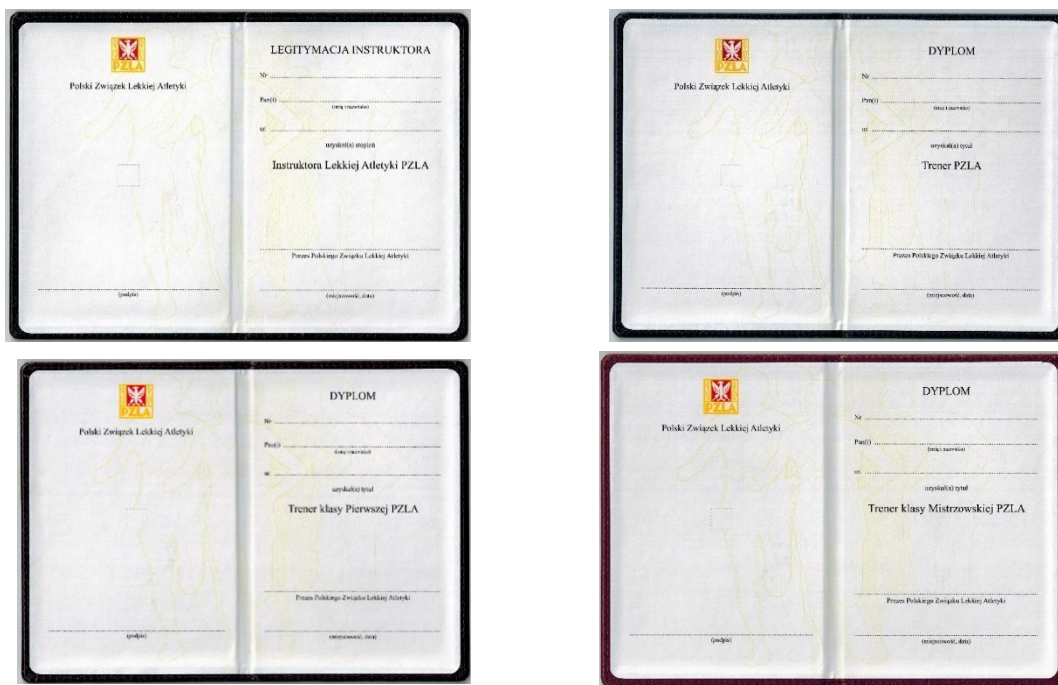 PZLA
Polski Związek Lekkiej Atletyki
(podpis)
LEGITYMACJA INSTRUKTORA
Nr
Pan(i)
(imię i nazwisko)
ur.
uzyskał(a) stopień
Instruktora Lekkiej Atletyki PZLA
Prezes Polskiego Związku Lekkiej Atletyki
(miejscowość, data)
PZLA
Polski Związek Lekkiej Atletyki
(podpis)
DYPLOM
Nr
Pan(i)
(imię i nazwisko)
ur.
uzyskał(a) tytuł
Trener PZLA
Prezes Polskiego Związku Lekkiej Atletyki
(miejscowość, data)
PZLA
Polski Związek Lekkiej Atletyki
(podpis)
DYPLOM
Nr
Pan(i)
(imię i nazwisko)
ur.
uzyskał(a) tytuł
Trener klasy Pierwszej PZLA
Prezes Polskiego Związku Lekkiej Atletyki
(miejscowość, data)
PZLA
Polski Związek Lekkiej Atletyki
(podpis)
DYPLOM
Nr
Pan(i)
(imię i nazwisko)
ur.
uzyskał(a) tytuł
Trener klasy Mistrzowskiej PZLA
Prezes Polskiego Związku Lekkiej Atletyki
(miejscowość, data)